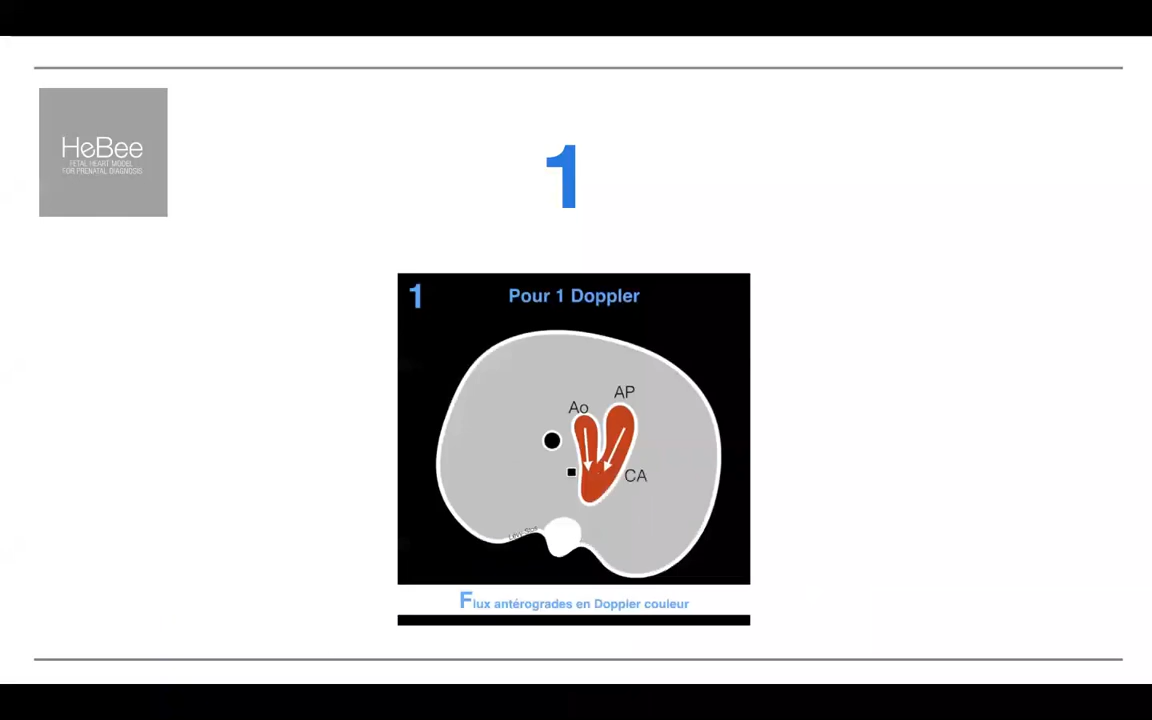 HeBee
FETAL HEART MODEL
FOR PRENATAL DIAGNOSIS
1
1
Pour 1 Doppler
AP
Ao
CA
Flux antérogrades en Doppler couleur